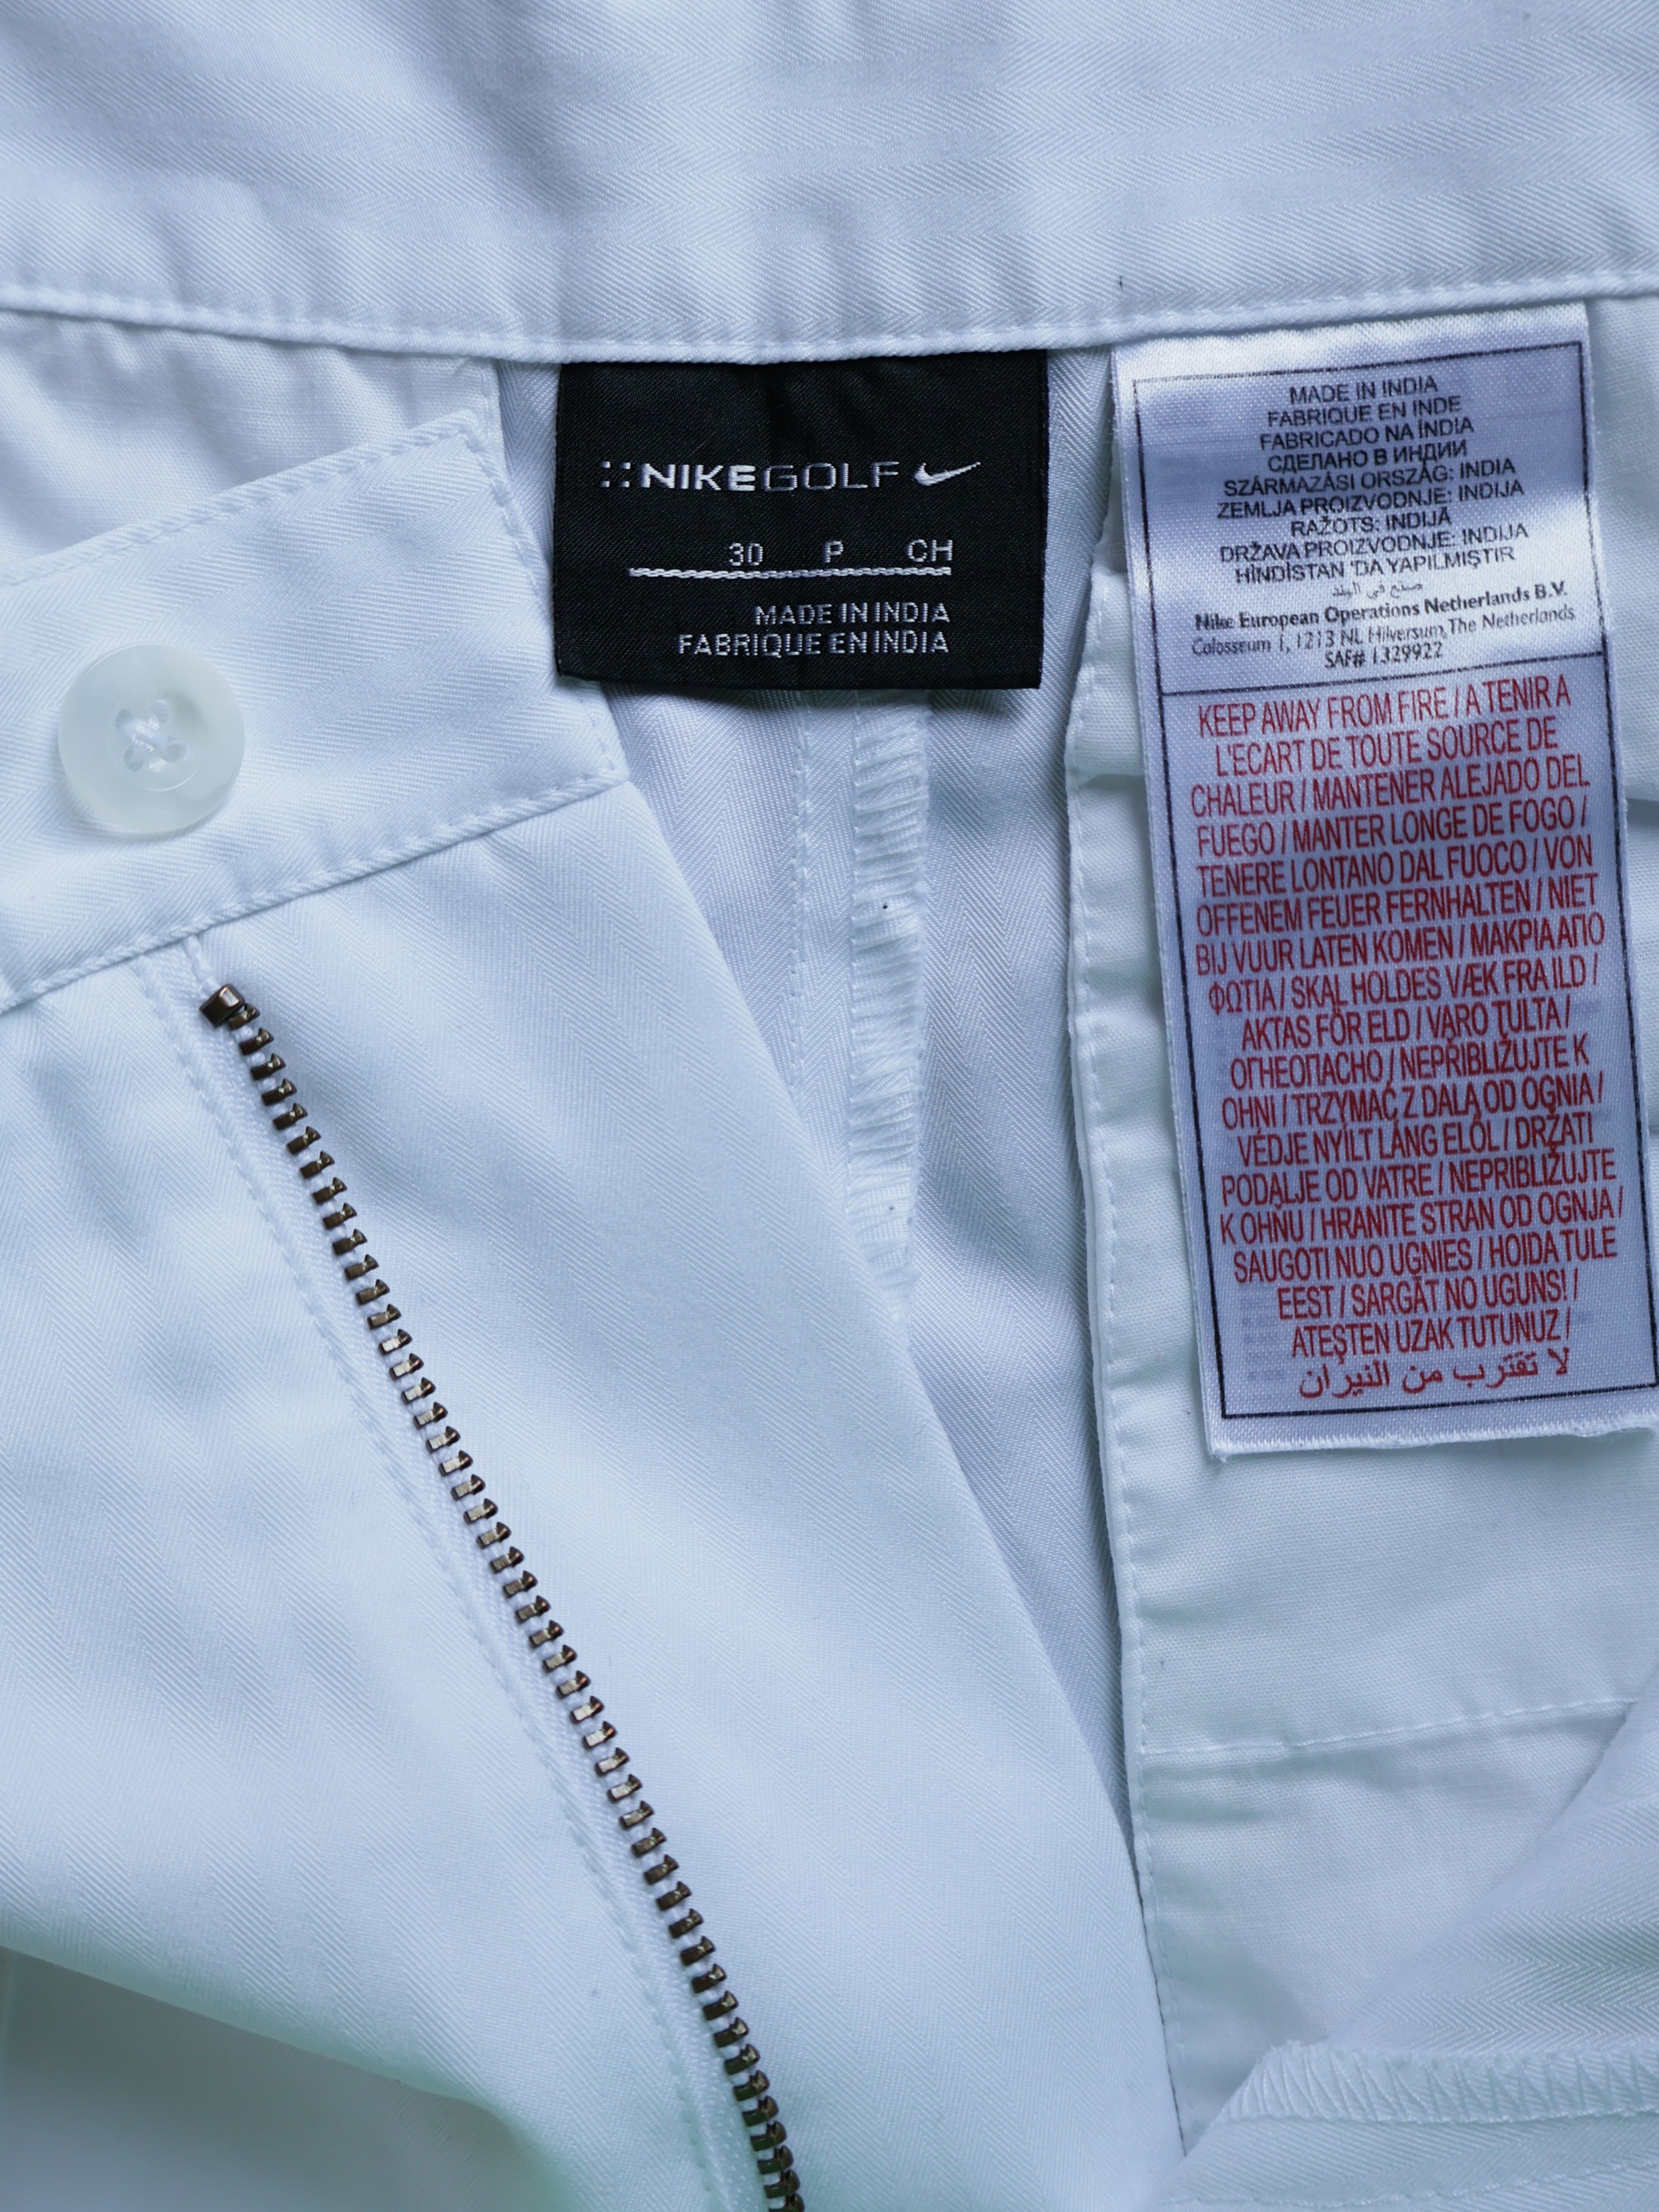 NIKEGOLF
30 P CH
MADE IN INDIA
FABRIQUE EN INDIA
MADE IN INDIA
FABRIQUE EN INDE
FABRICADO NA ÍNDIA
СДЕЛАНО В ИНДИИ
SZÁRMAZÁSI ORSZÁG: INDIA
ZEMLJA PROIZVODNJE: INDIJA
RAŽOTS: INDIJĀ
DRŽAVA PROIZVODNJE: INDIJA
HİNDİSTAN 'DA YAPILMIŞTIR
صنع في الهند
Nike European Operations Netherlands B.V.
Colosseum 1, 1213 NL Hilversum, The Netherlands
SAF# 1329922
KEEP AWAY FROM FIRE / A TENIR A
L'ECART DE TOUTE SOURCE DE
CHALEUR / MANTENER ALEJADO DEL
FUEGO / MANTER LONGE DE FOGO /
TENERE LONTANO DAL FUOCO / VON
OFFENEM FEUER FERNHALTEN / NIET
BIJ VUUR LATEN KOMEN / ΜΑΚΡΙΑ ΑΠΟ
ΦΩΤΙΑ / SKAL HOLDES VÆK FRA ILD /
AKTAS FÖR ELD / VARO TULTA /
ОГНЕОПАСНО / NEPŘIBLIŽUJTE K
OHNI / TRZYMAĆ Z DALA OD OGNIA /
VÉDJE NYÍLT LÁNG ELŐL / DRŽATI
PODALJE OD VATRE / NEPRIBLIŽUJTE
K OHŇU / HRANITE STRAN OD OGNJA /
SAUGOTI NUO UGNIES / HOIDA TULE
EEST / SARGĀT NO UGUNS! /
ATEŞTEN UZAK TUTUNUZ /
لا تقترب من النيران